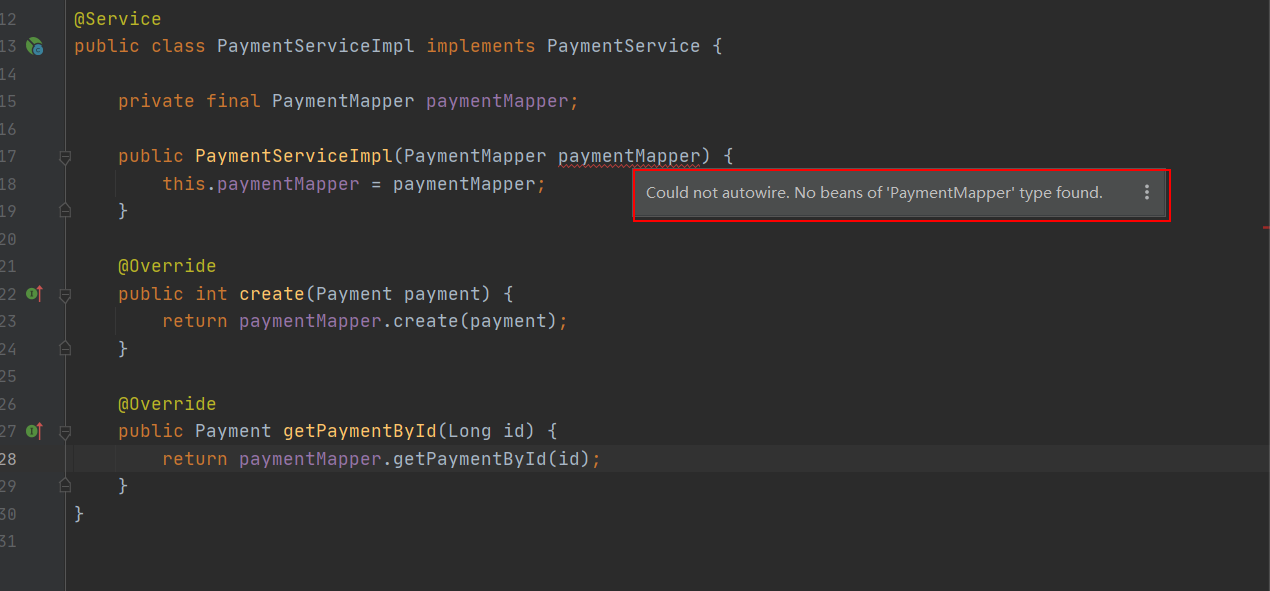 12 @Service
13 public class PaymentServiceImpl implements PaymentService {
14
15 private final PaymentMapper paymentMapper;
16
17 public PaymentServiceImpl(PaymentMapper paymentMapper) {
18 this.paymentMapper = paymentMapper;
Could not autowire. No beans of 'PaymentMapper' type found.
19 }
20
21 @Override
22 public int create(Payment payment) {
23 return paymentMapper.create(payment);
24 }
25
26 @Override
27 public Payment getPaymentById(Long id) {
28 return paymentMapper.getPaymentById(id);
29 }
30 }
31